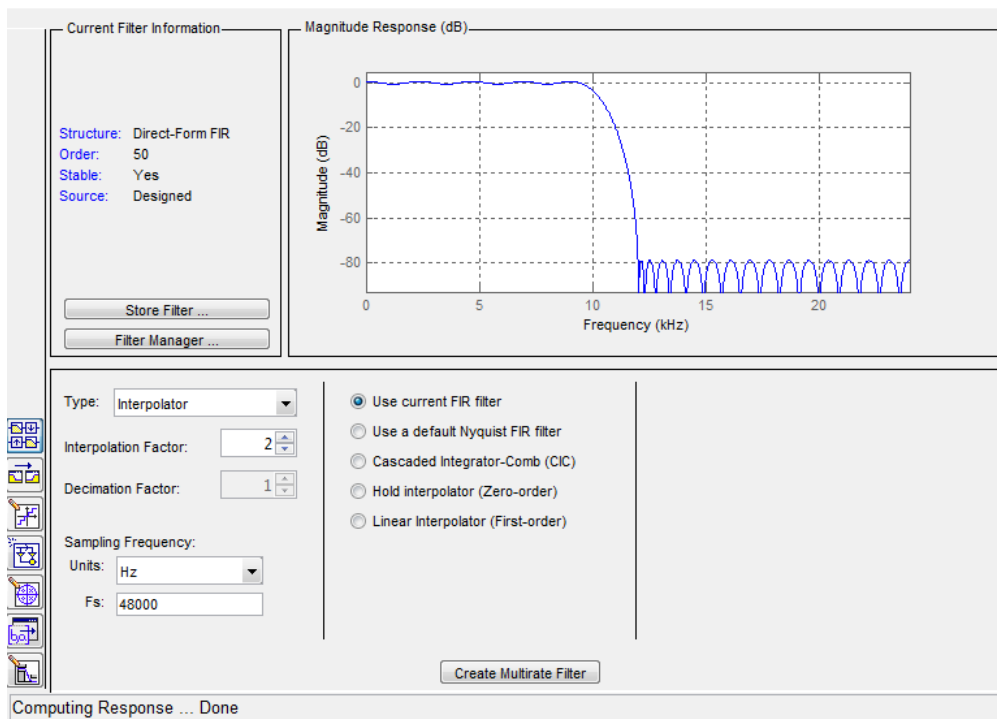 Current Filter Information
Structure: Direct-Form FIR
Order: 50
Stable: Yes
Source: Designed
Store Filter ...
Filter Manager ...
Magnitude Response (dB)
Magnitude (dB)
0
-20
-40
-60
-80
0 5 10 15 20
Frequency (kHz)
Type: Interpolator
Interpolation Factor: 2
Decimation Factor: 1
Sampling Frequency:
Units: Hz
Fs: 48000
Use current FIR filter
Use a default Nyquist FIR filter
Cascaded Integrator-Comb (CIC)
Hold interpolator (Zero-order)
Linear Interpolator (First-order)
Create Multirate Filter
Computing Response ... Done